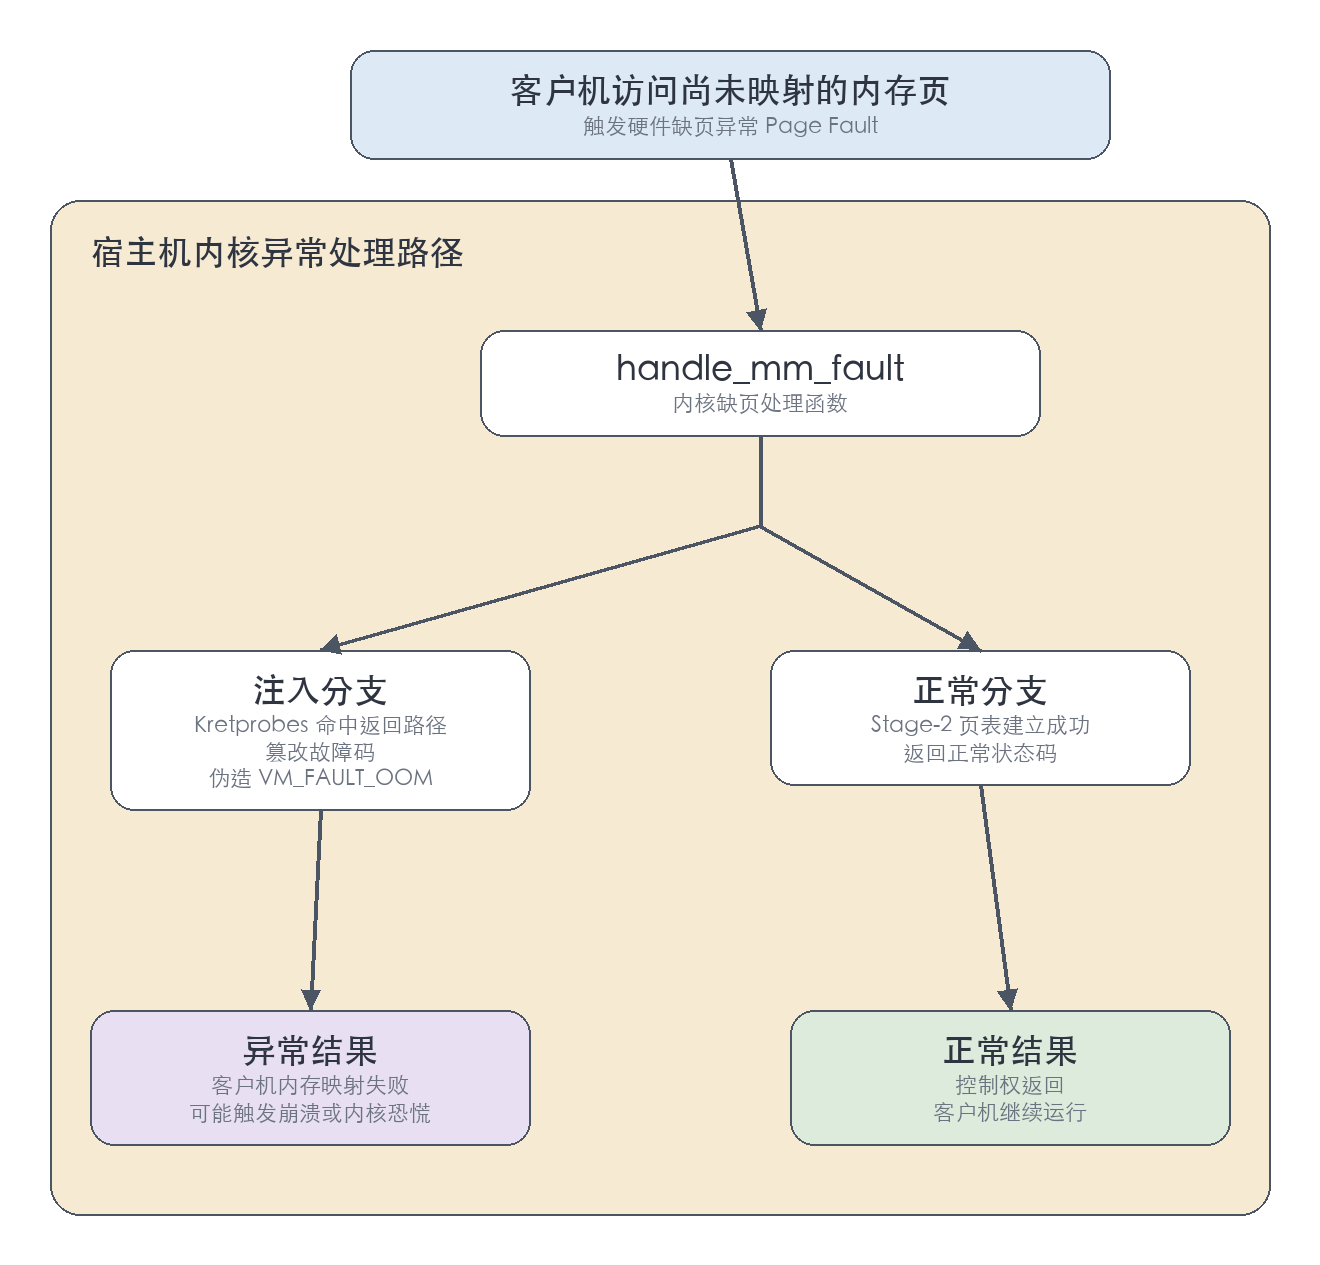 客户机访问尚未映射的内存页
触发硬件缺页异常 Page Fault
宿主机内核异常处理路径
handle_mm_fault
内核缺页处理函数
注入分支
Kretprobes 命中返回路径
篡改故障码
伪造 VM_FAULT_OOM
正常分支
Stage-2 页表建立成功
返回正常状态码
异常结果
客户机内存映射失败
可能触发崩溃或内核恐慌
正常结果
控制权返回
客户机继续运行